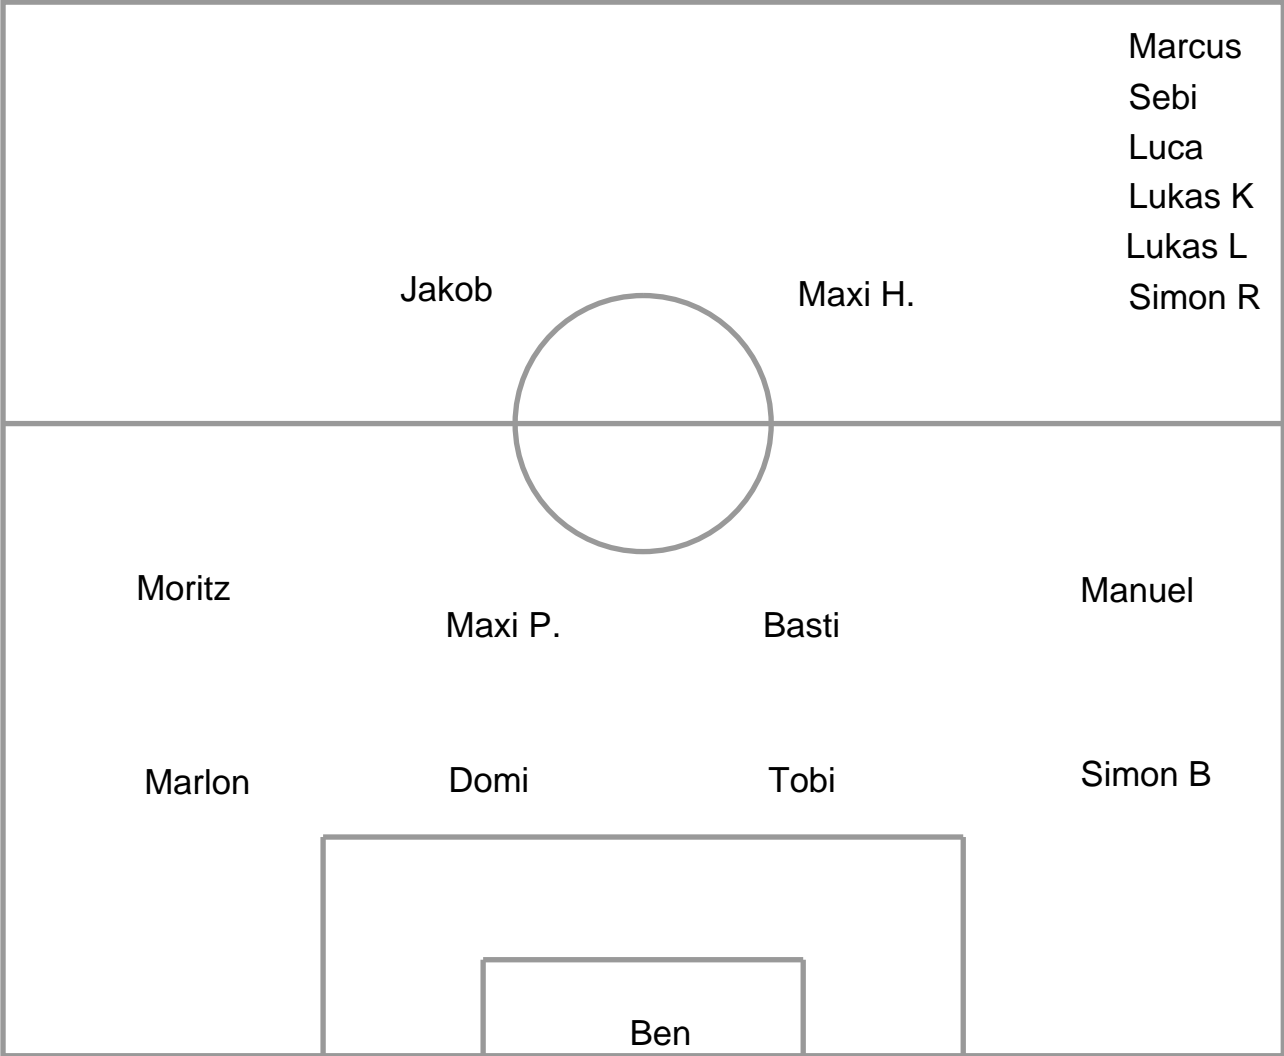 Marcus
Sebi
Luca
Lukas K
Lukas L
Simon R
Jakob
Maxi H.
Moritz
Manuel
Maxi P.
Basti
Marlon
Domi
Tobi
Simon B
Ben